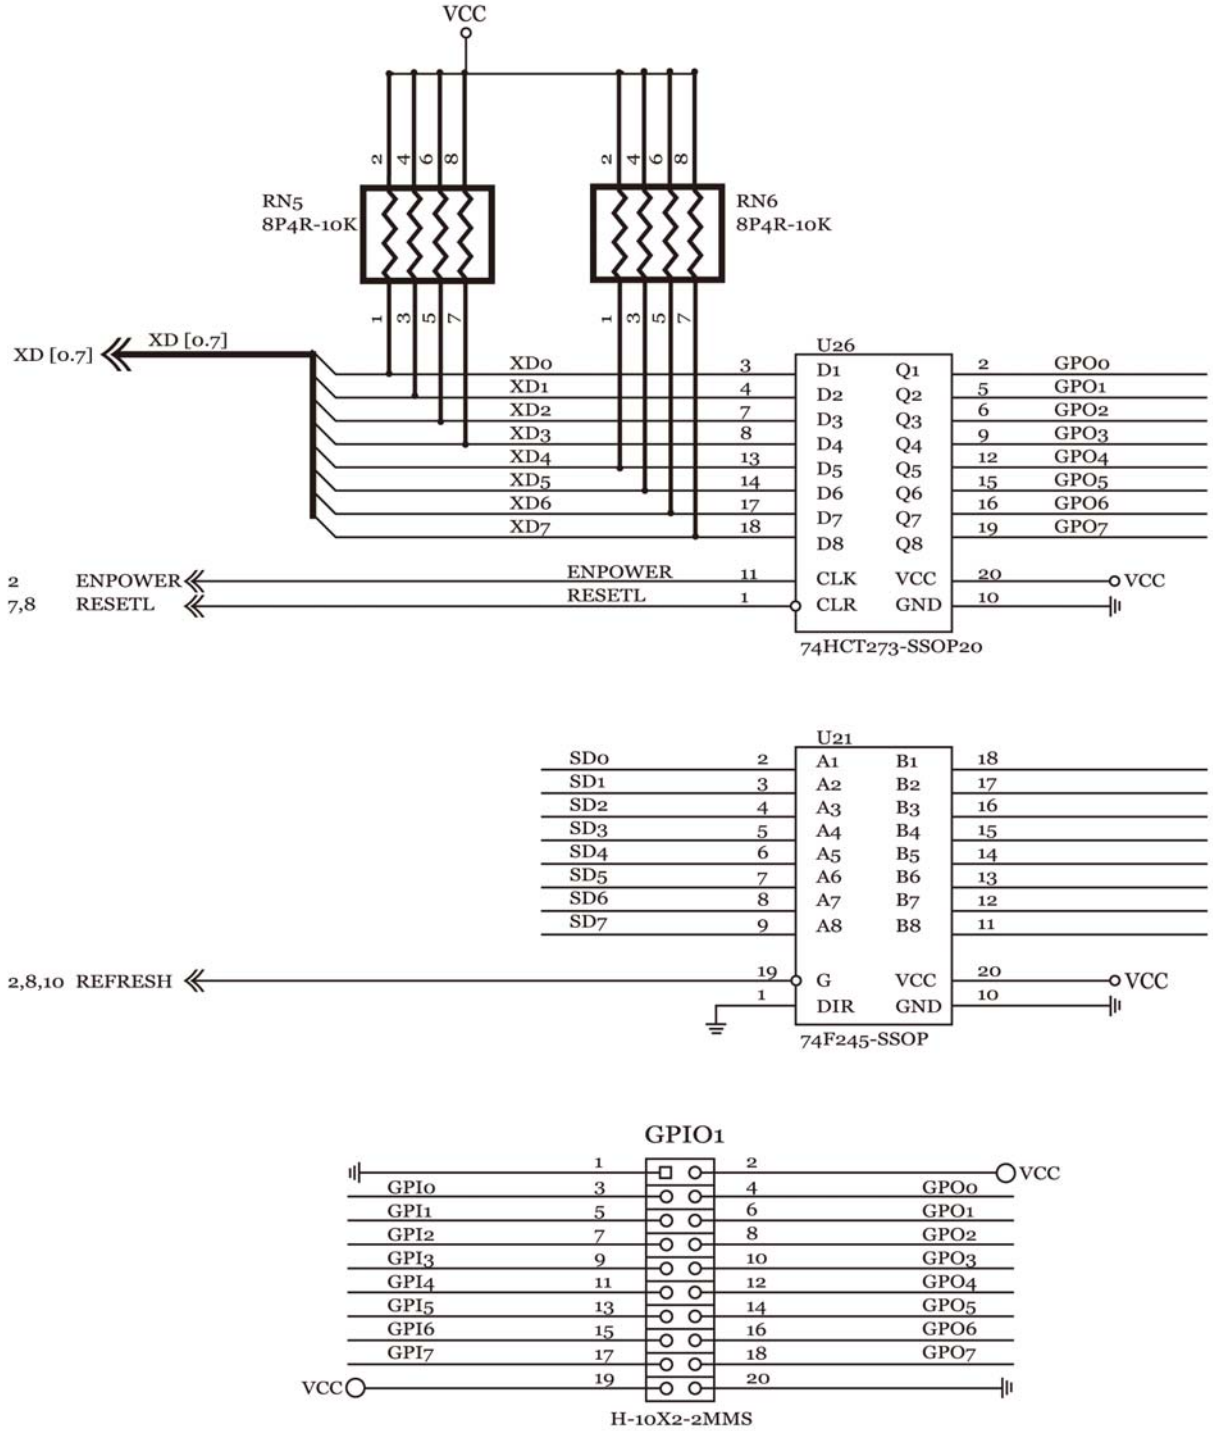 VCC
2 4 6 8 2 4 6 8
RN5
8P4R-10K
RN6
8P4R-10K
1 3 5 7 1 3 5 7
XD [0.7] XD [0.7]
U26
XD0 3 D1 Q1 2 GPO0
XD1 4 D2 Q2 5 GPO1
XD2 7 D3 Q3 6 GPO2
XD3 8 D4 Q4 9 GPO3
XD4 13 D5 Q5 12 GPO4
XD5 14 D6 Q6 15 GPO5
XD6 17 D7 Q7 16 GPO6
XD7 18 D8 Q8 19 GPO7
2 ENPOWER ENPOWER 11 CLK VCC 20 VCC
7,8 RESETL RESETL 1 CLR GND 10
74HCT273-SSOP20
U21
SD0 2 A1 B1 18
SD1 3 A2 B2 17
SD2 4 A3 B3 16
SD3 5 A4 B4 15
SD4 6 A5 B5 14
SD5 7 A6 B6 13
SD6 8 A7 B7 12
SD7 9 A8 B8 11
2,8,10 REFRESH 19 G VCC 20 VCC
1 DIR GND 10
74F245-SSOP
GPIO1
1 2 VCC
GPI0 3 4 GPO0
GPI1 5 6 GPO1
GPI2 7 8 GPO2
GPI3 9 10 GPO3
GPI4 11 12 GPO4
GPI5 13 14 GPO5
GPI6 15 16 GPO6
GPI7 17 18 GPO7
VCC 19 20
H-10X2-2MMS